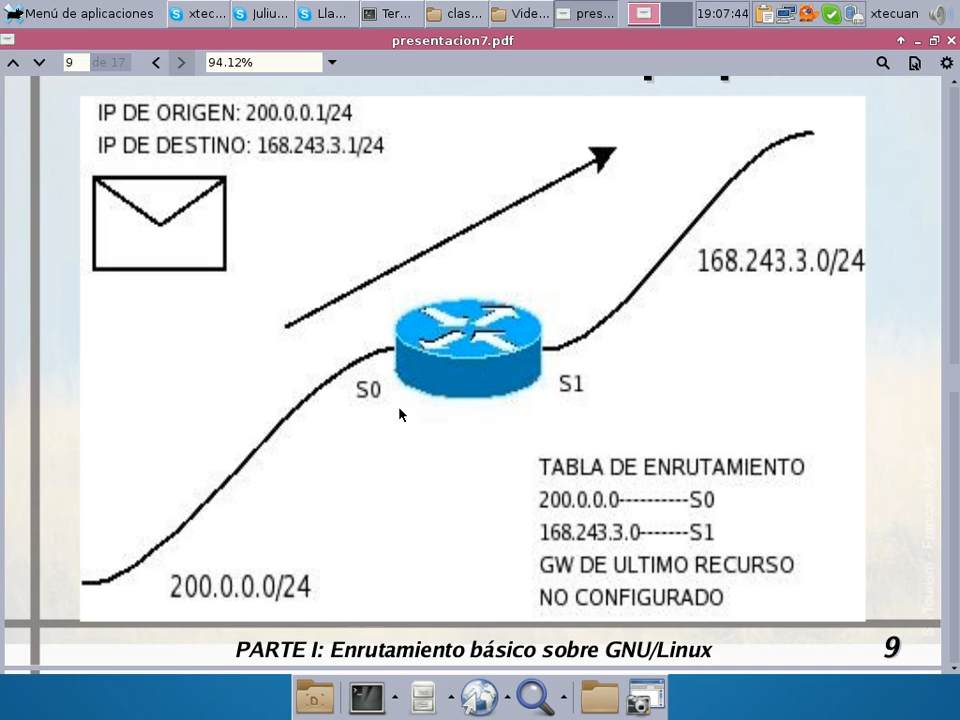 Menú de aplicaciones
xtec...
Juliu...
Lla...
Ter...
clas...
Vide...
pres...
19:07:44
xtecuan
presentacion7.pdf
9 de 17
94.12%
IP DE ORIGEN: 200.0.0.1/24
IP DE DESTINO: 168.243.3.1/24
168.243.3.0/24
S0
S1
TABLA DE ENRUTAMIENTO
200.0.0.0----------S0
168.243.3.0-------S1
GW DE ULTIMO RECURSO
NO CONFIGURADO
200.0.0.0/24
PARTE I: Enrutamiento básico sobre GNU/Linux
9